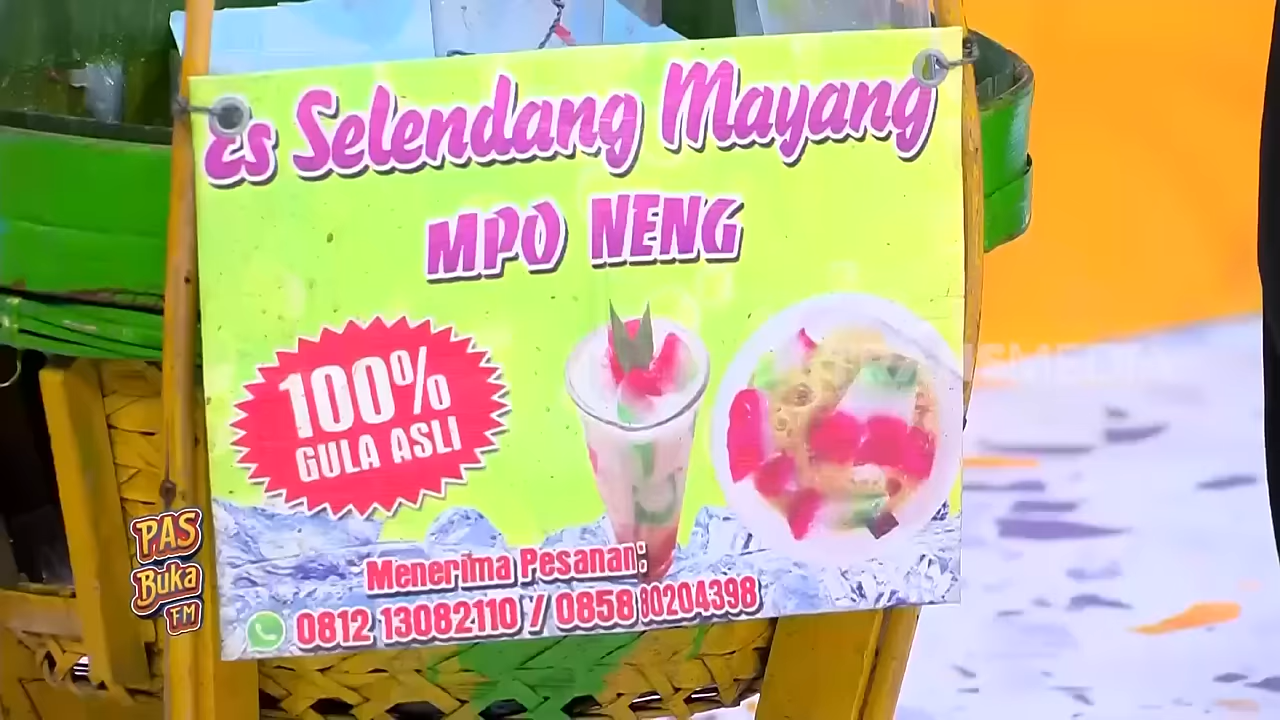 Es Selendang Mayang
MPO NENG
100%
GULA ASLI
Menerima Pesanan:
0812 13082110 / 0858 80204398
PAS
Buka
FM